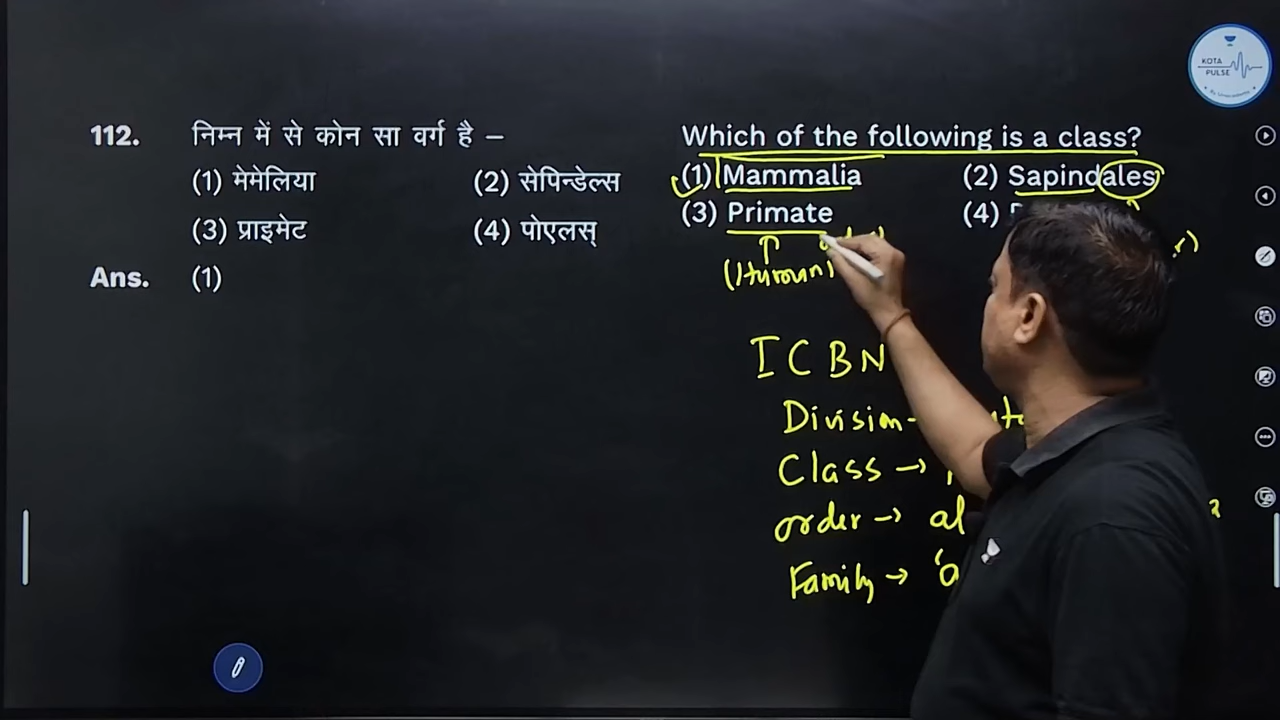 KOTA
PULSE
112. निम्न में से कोन सा वर्ग है –
(1) मेमेलिया (2) सेपिन्डेल्स
(3) प्राइमेट (4) पोएलस्
Ans. (1)
Which of the following is a class?
(1) Mammalia (2) Sapindales
(3) Primate (4)
ICBN
Division-
Class →
order → al
Family → 'a